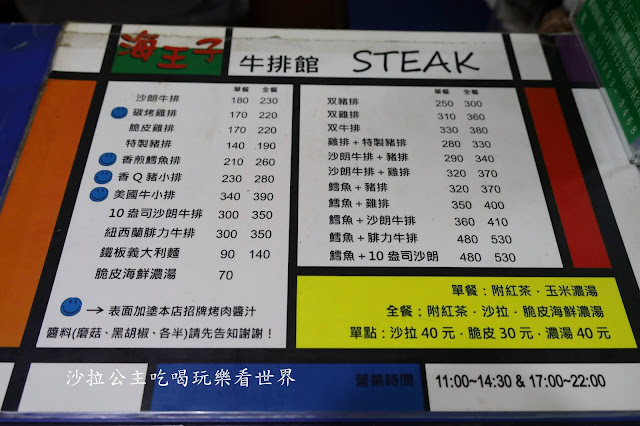 海王子 牛排館 STEAK
單餐 全餐
沙朗牛排 180 230
碳烤雞排 170 220
脆皮雞排 170 220
特製豬排 140 190
香煎鱈魚排 210 260
香Q豬小排 230 280
美國牛小排 340 390
10盎司沙朗牛排 300 350
紐西蘭腓力牛排 300 350
鐵板義大利麵 90 140
脆皮海鮮濃湯 70
→ 表面加塗本店招牌烤肉醬汁
醬料(蘑菇、黑胡椒、各半)請先告知謝謝！
單餐 全餐
双豬排 250 300
双雞排 310 360
双牛排 330 380
雞排+特製豬排 280 330
沙朗牛排+豬排 290 340
沙朗牛排+雞排 320 370
鱈魚+豬排 320 370
鱈魚+雞排 350 400
鱈魚+沙朗牛排 360 410
鱈魚+腓力牛排 480 530
鱈魚+10盎司沙朗 480 530
單餐：附紅茶‧玉米濃湯
全餐：附紅茶‧沙拉‧脆皮海鮮濃湯
單點：沙拉40元‧脆皮30元‧濃湯40元
營業時間 11:00~14:30 & 17:00~22:00
沙拉公主吃喝玩樂看世界